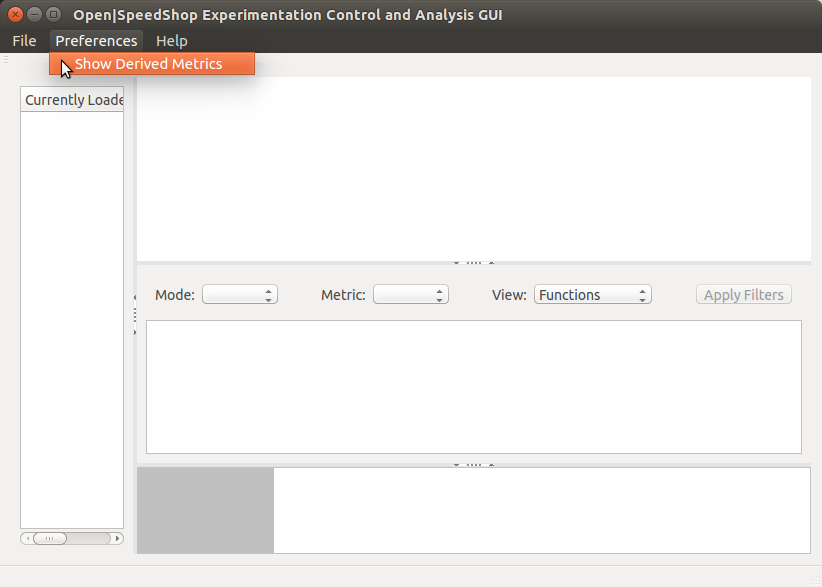 Open|SpeedShop Experimentation Control and Analysis GUI
File Preferences Help
Show Derived Metrics
Currently Loade
Mode: Metric: View: Functions Apply Filters